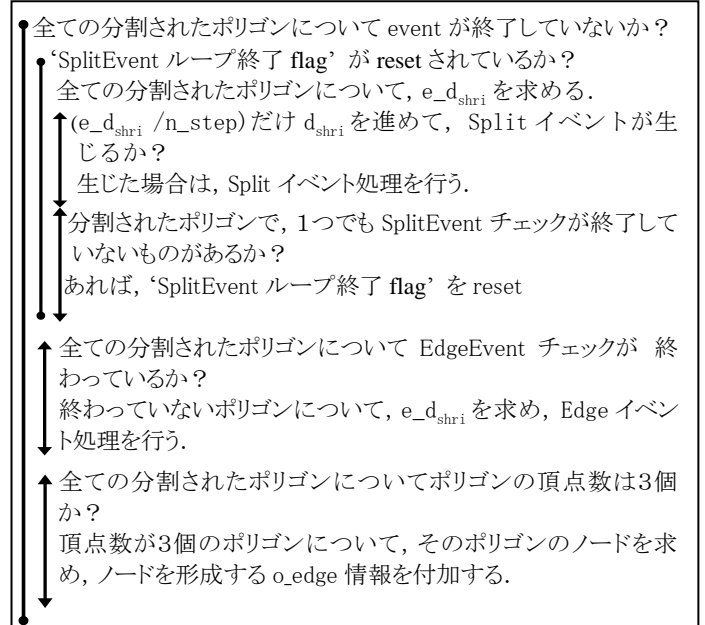 全ての分割されたポリゴンについて event が終了していないか？
‘SplitEvent ループ終了 flag’ が reset されているか？
全ての分割されたポリゴンについて, e_d_shri を求める.
(e_d_shri /n_step)だけ d_shri を進めて, Split イベントが生
じるか？
生じた場合は, Split イベント処理を行う.
分割されたポリゴンで, １つでも SplitEvent チェックが終了して
いないものがあるか？
あれば, ‘SplitEvent ループ終了 flag’ を reset
全ての分割されたポリゴンについて EdgeEvent チェックが 終
わっているか？
終わっていないポリゴンについて, e_d_shri を求め, Edge イベン
ト処理を行う.
全ての分割されたポリゴンについてポリゴンの頂点数は３個
か？
頂点数が３個のポリゴンについて, そのポリゴンのノードを求
め, ノードを形成する o_edge 情報を付加する.